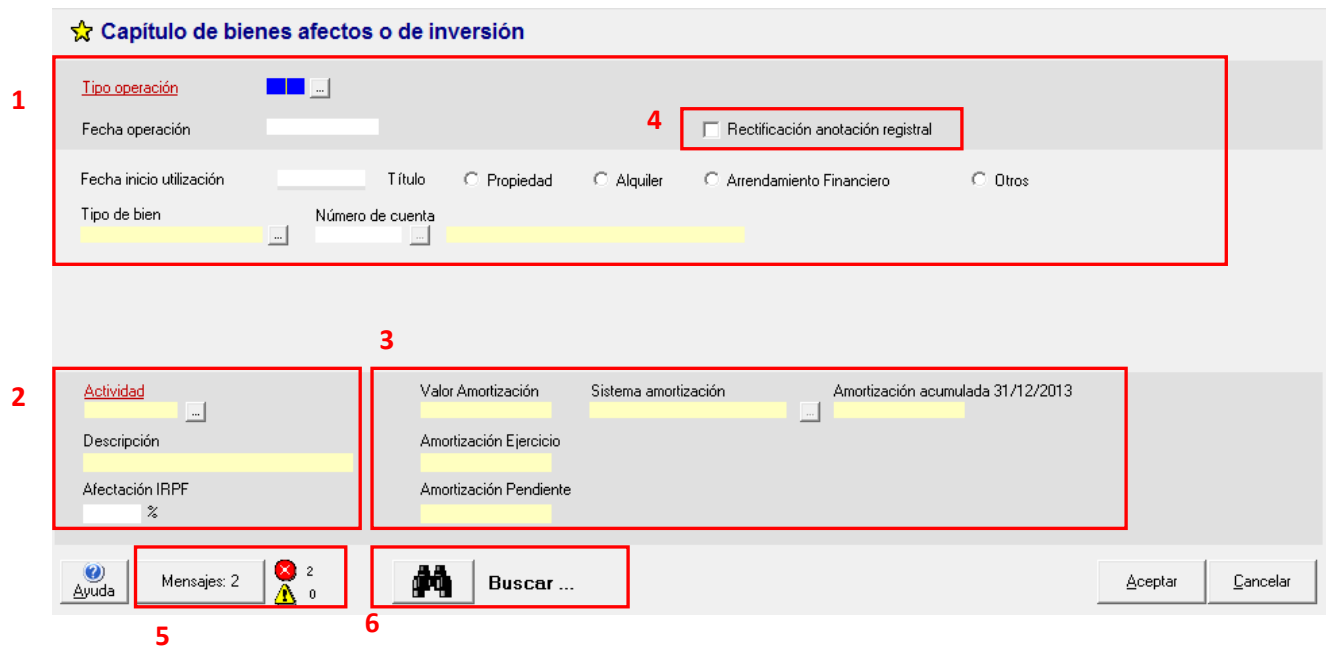 Capítulo de bienes afectos o de inversión
1
Tipo operación ...
Fecha operación 4 Rectificación anotación registral
Fecha inicio utilización Título Propiedad Alquiler Arrendamiento Financiero Otros
Tipo de bien Número de cuenta
... ...
3
2
Actividad Valor Amortización Sistema amortización Amortización acumulada 31/12/2013
... ...
Descripción Amortización Ejercicio
Afectación IRPF Amortización Pendiente
%
Ayuda Mensajes: 2 2 0 Buscar ... Aceptar Cancelar
5 6